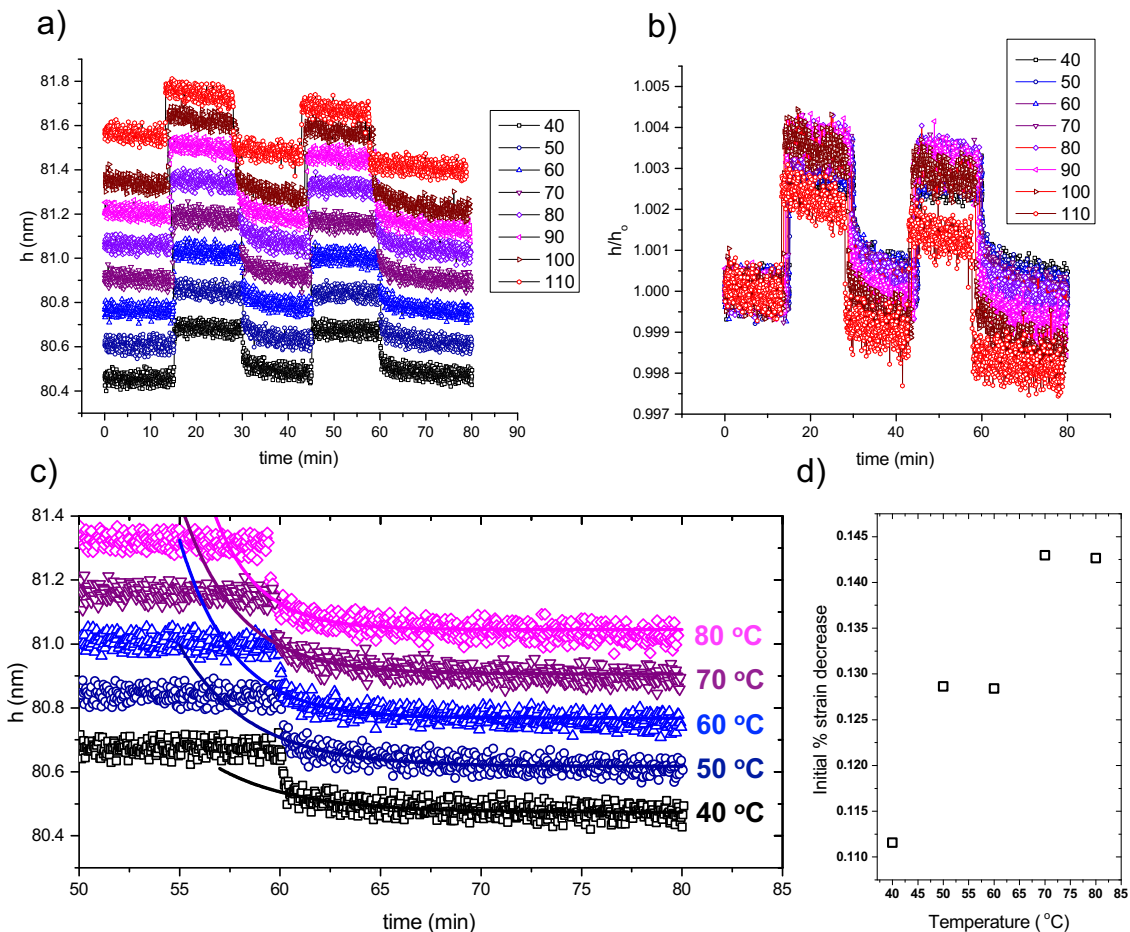 a)
81.8
81.6
81.4
81.2
81.0
80.8
80.6
80.4
h (nm)
0 10 20 30 40 50 60 70 80 90
time (min)
40
50
60
70
80
90
100
110
b)
1.005
1.004
1.003
1.002
1.001
1.000
0.999
0.998
0.997
h/ho
0 20 40 60 80 100
time (min)
40
50
60
70
80
90
100
110
c)
81.4
81.2
81.0
80.8
80.6
80.4
h (nm)
80 °C
70 °C
60 °C
50 °C
40 °C
50 55 60 65 70 75 80 85
time (min)
d)
0.145
0.140
0.135
0.130
0.125
0.120
0.115
0.110
Initial % strain decrease
40 45 50 55 60 65 70 75 80 85
Temperature ( °C)